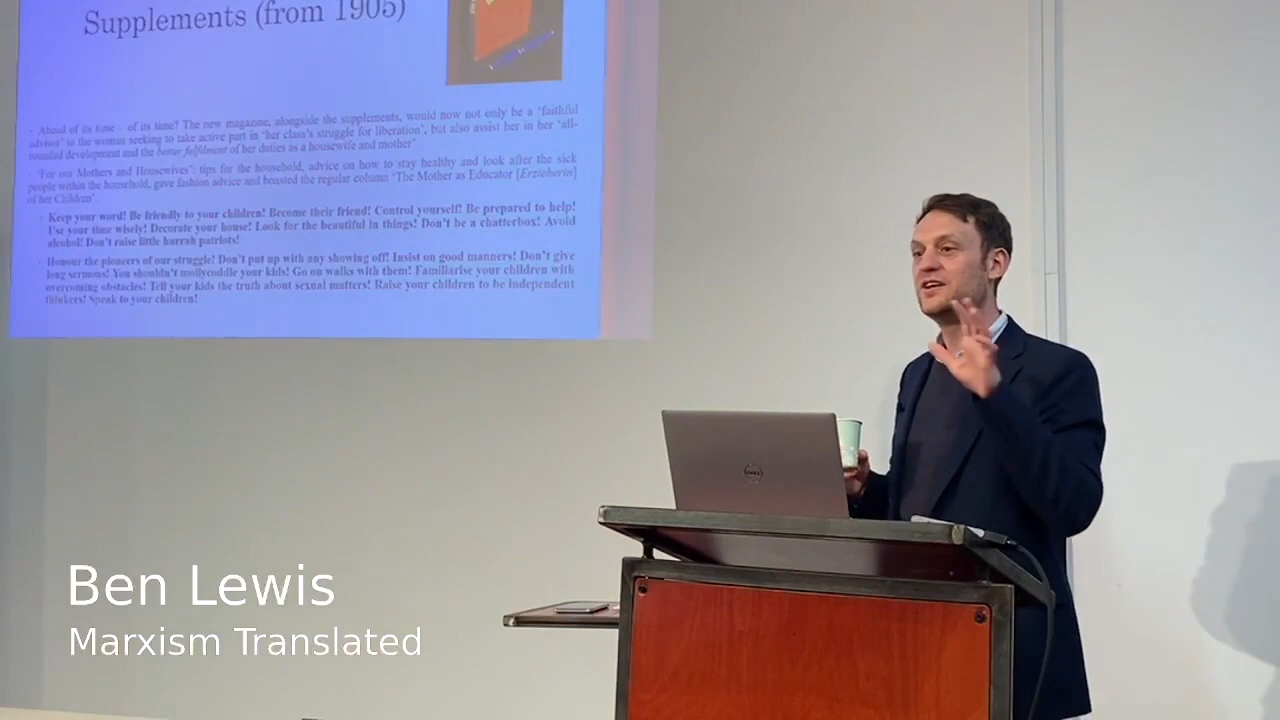 Supplements (from 1905)
· Ahead of its time – of its time? The new magazine, alongside the supplements, would now not only be a ‘faithful
advisor’ to the woman seeking to take active part in ‘her class’s struggle for liberation’, but also assist her in her ‘all-
rounded development and the better fulfilment of her duties as a housewife and mother’
· ‘For our Mothers and Housewives’: tips for the household, advice on how to stay healthy and look after the sick
people within the household, gave fashion advice and boasted the regular column ‘The Mother as Educator [Erzieherin]
of her Children’
· Keep your word! Be friendly to your children! Become their friend! Control yourself! Be prepared to help!
Use your time wisely! Decorate your house! Look for the beautiful in things! Don’t be a chatterbox! Avoid
alcohol! Don’t raise little hurrah patriots!
· Honour the pioneers of our struggle! Don’t put up with any showing off! Insist on good manners! Don’t give
long sermons! You shouldn’t mollycoddle your kids! Go on walks with them! Familiarise your children with
overcoming obstacles! Tell your kids the truth about sexual matters! Raise your children to be independent
thinkers! Speak to your children!
DELL
Ben Lewis
Marxism Translated